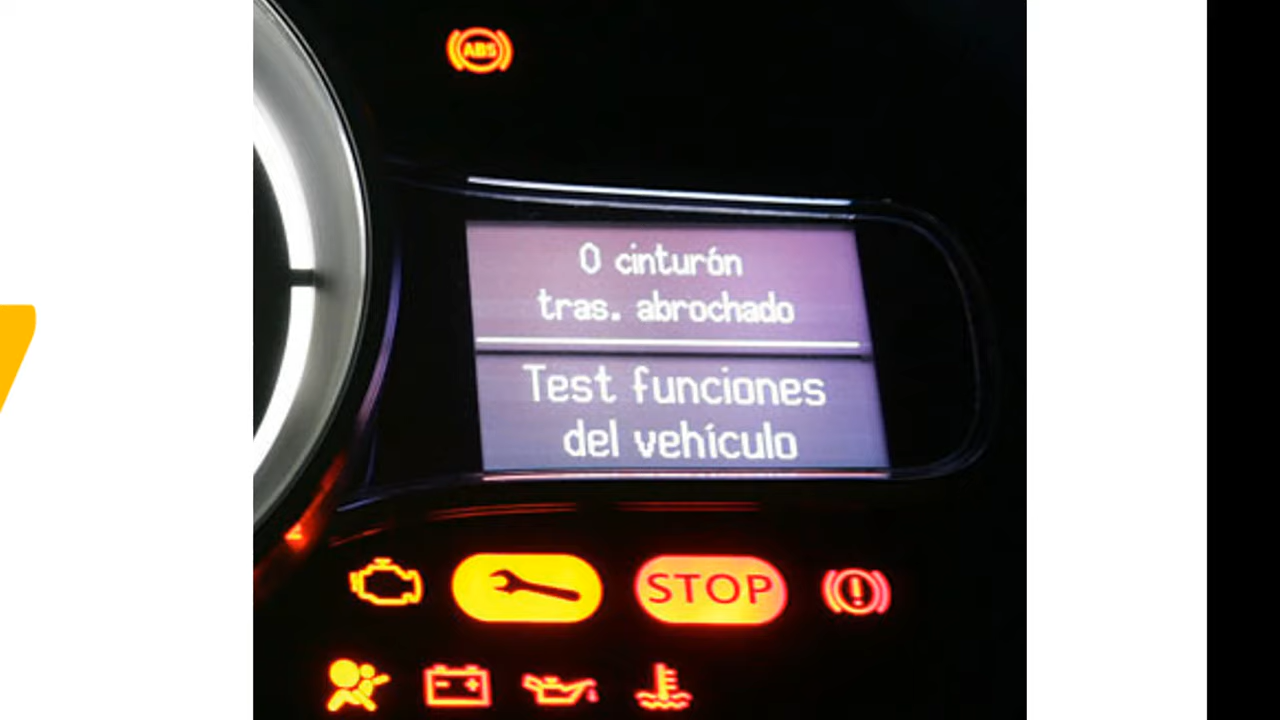 ABS
0 cinturón
tras. abrochado
Test funciones
del vehículo
STOP